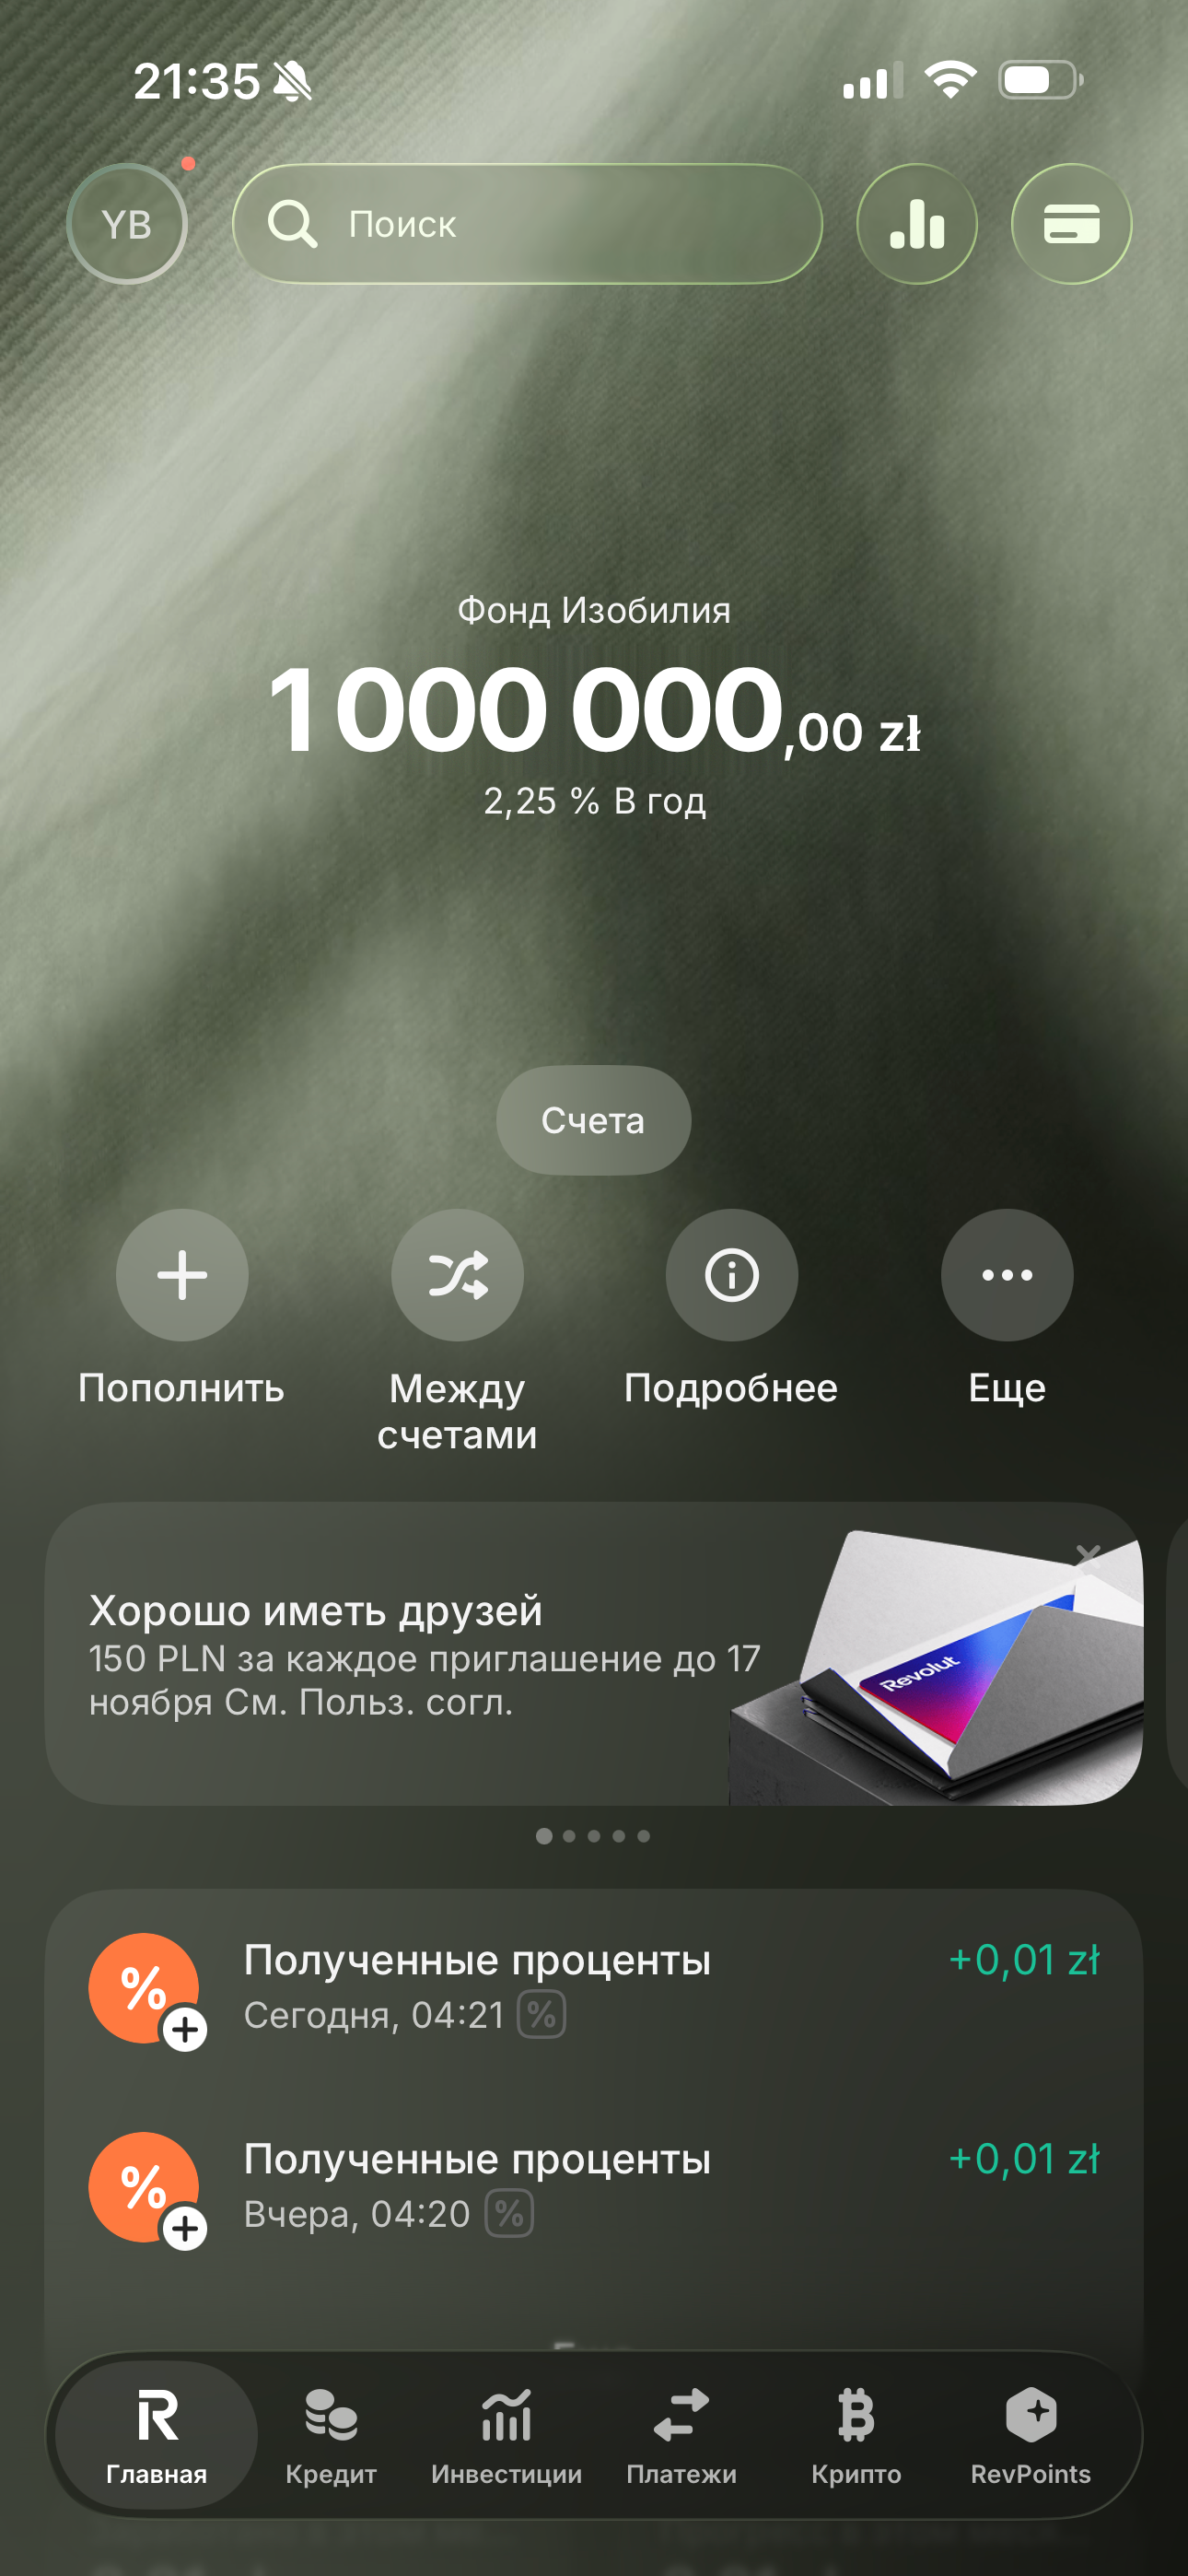 21:35
YB
Поиск
Фонд Изобилия
1 000 000,00 zł
2,25 % В год
Счета
Пополнить
Между
счетами
Подробнее
Еще
Хорошо иметь друзей
150 PLN за каждое приглашение до 17
ноября См. Польз. согл.
Revolut
Полученные проценты
+0,01 zł
Сегодня, 04:21 %
Полученные проценты
+0,01 zł
Вчера, 04:20 %
Главная
Кредит
Инвестиции
Платежи
Крипто
RevPoints